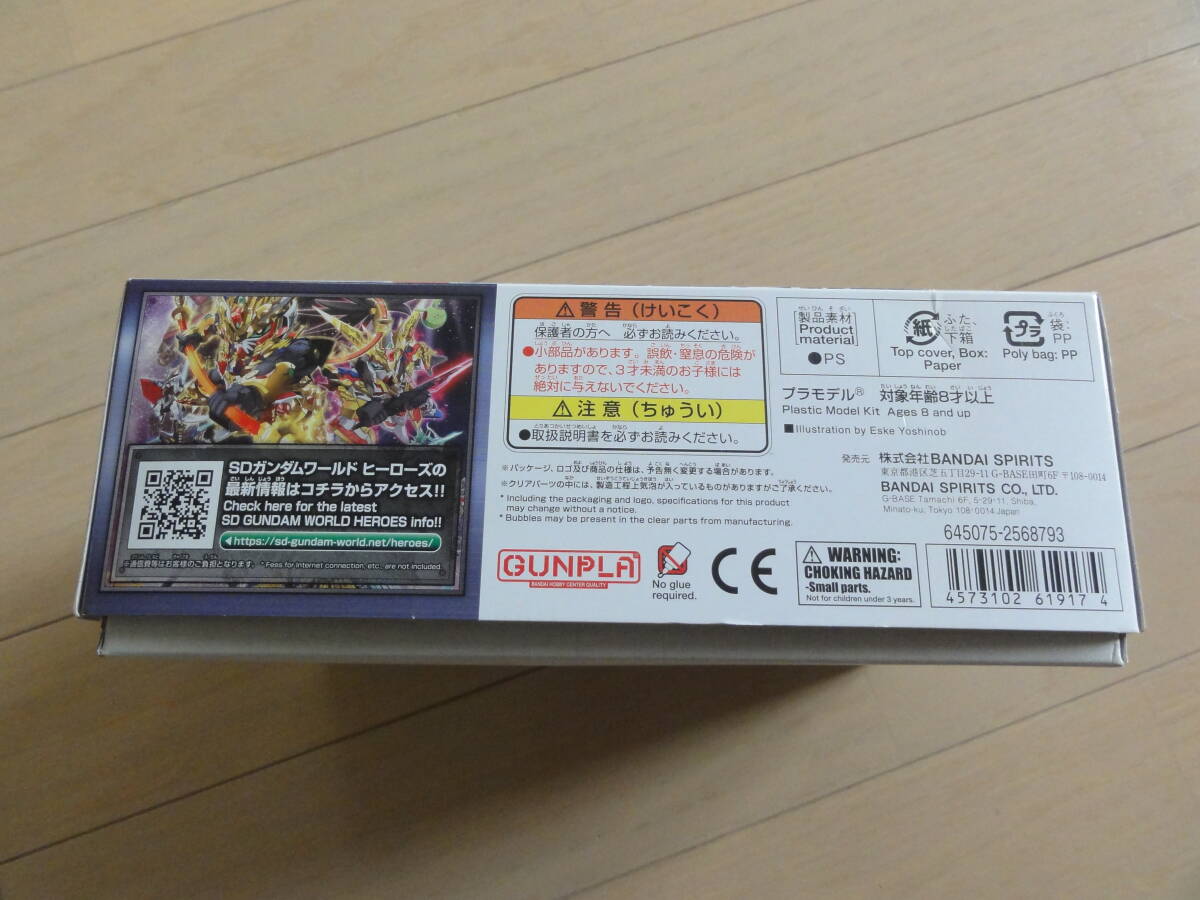 SDガンダムワールド ヒーローズの
最新情報はコチラからアクセス!!
Check here for the latest
SD GUNDAM WORLD HEROES info!!
https://sd-gundam-world.net/heroes/
※通信費等はお客様のご負担となります。 * Fees for Internet connection, etc., are not included.
警告(けいこく)
保護者の方へ 必ずお読みください。
●小部品があります。誤飲・窒息の危険が
ありますので、3才未満のお子様には
絶対に与えないでください。
注意(ちゅうい)
●取扱説明書を必ずお読みください。
※パッケージ、ロゴ及び商品の仕様は、予告無く変更する場合があります。
※クリアパーツの中には、製造工程上気泡が入っているものがありますがご了承ください。
* Including the packaging and logo, specifications for this product
may change without a notice.
* Bubbles may be present in the clear parts from manufacturing.
GUNPLA
BANDAI HOBBY CENTER QUALITY
No glue
required.
CE
製品素材
Product
material
●PS
紙
ふた、
下箱
Top cover, Box:
Paper
プラ
袋:
PP
Poly bag: PP
プラモデル® 対象年齢8才以上
Plastic Model Kit Ages 8 and up
■Illustration by Eske Yoshinob
発売元 株式会社BANDAI SPIRITS
東京都港区芝五丁目29-11 G-BASE田町6F 〒108-0014
BANDAI SPIRITS CO., LTD.
G-BASE Tamachi 6F, 5-29-11, Shiba,
Minato-ku, Tokyo 108-0014 Japan
645075-2568793
WARNING:
CHOKING HAZARD
-Small parts.
Not for children under 3 years.
4573102 619174